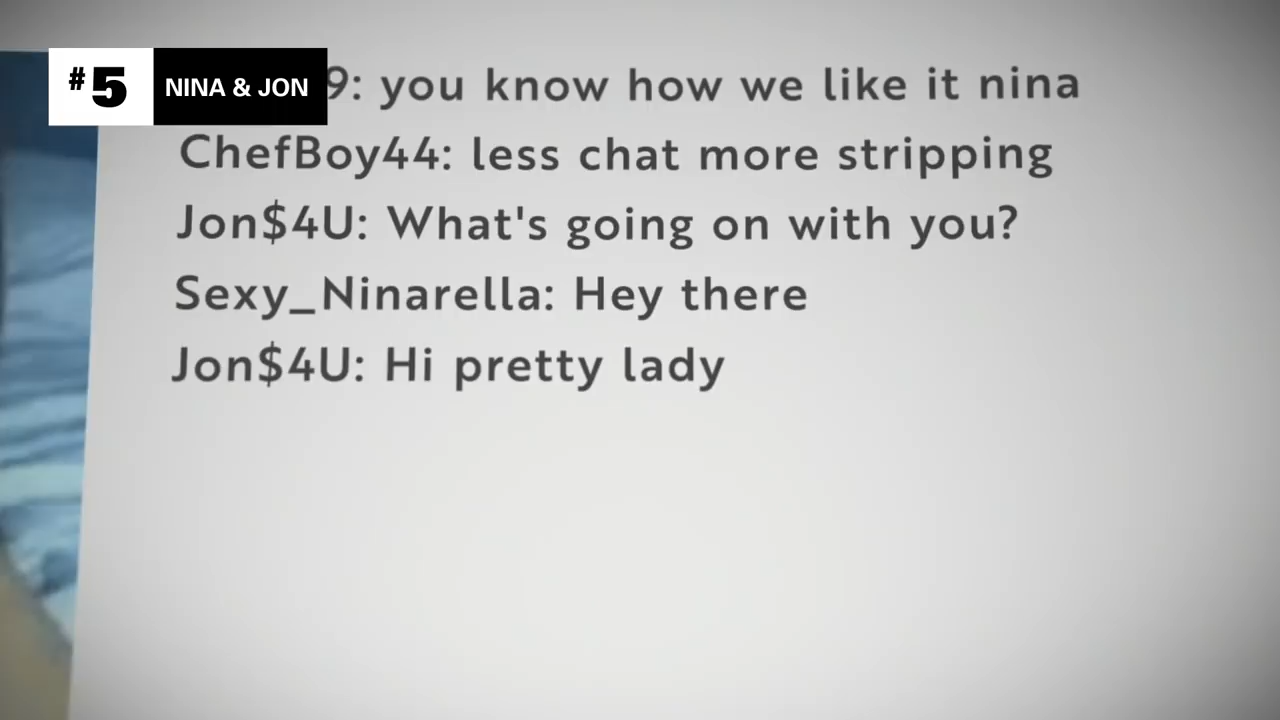 #5 NINA & JON
9: you know how we like it nina
ChefBoy44: less chat more stripping
Jon$4U: What's going on with you?
Sexy_Ninarella: Hey there
Jon$4U: Hi pretty lady